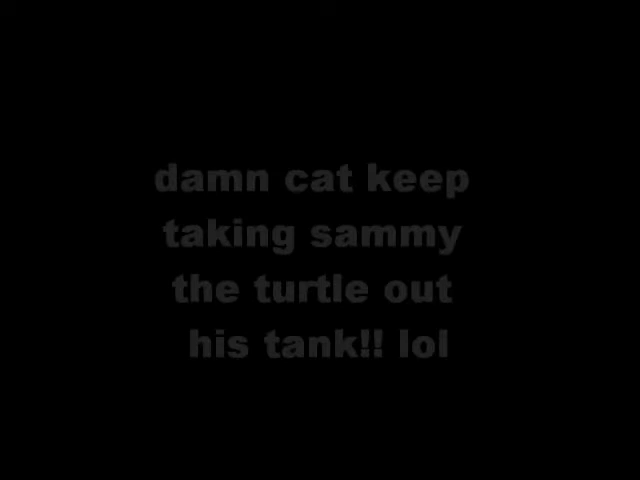 damn cat keep
taking sammy
the turtle out
his tank!! lol